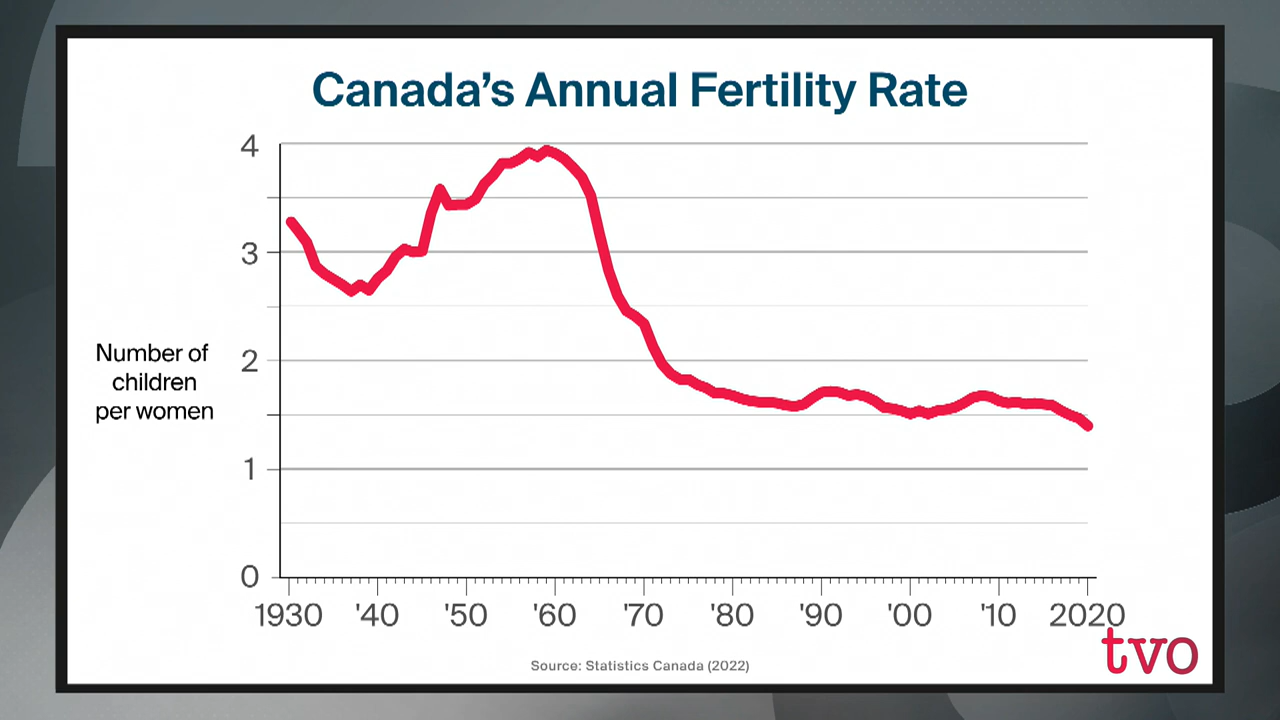 Canada's Annual Fertility Rate
4
3
2
1
0
Number of
children
per women
1930 '40 '50 '60 '70 '80 '90 '00 '10 2020
Source: Statistics Canada (2022)
tvo